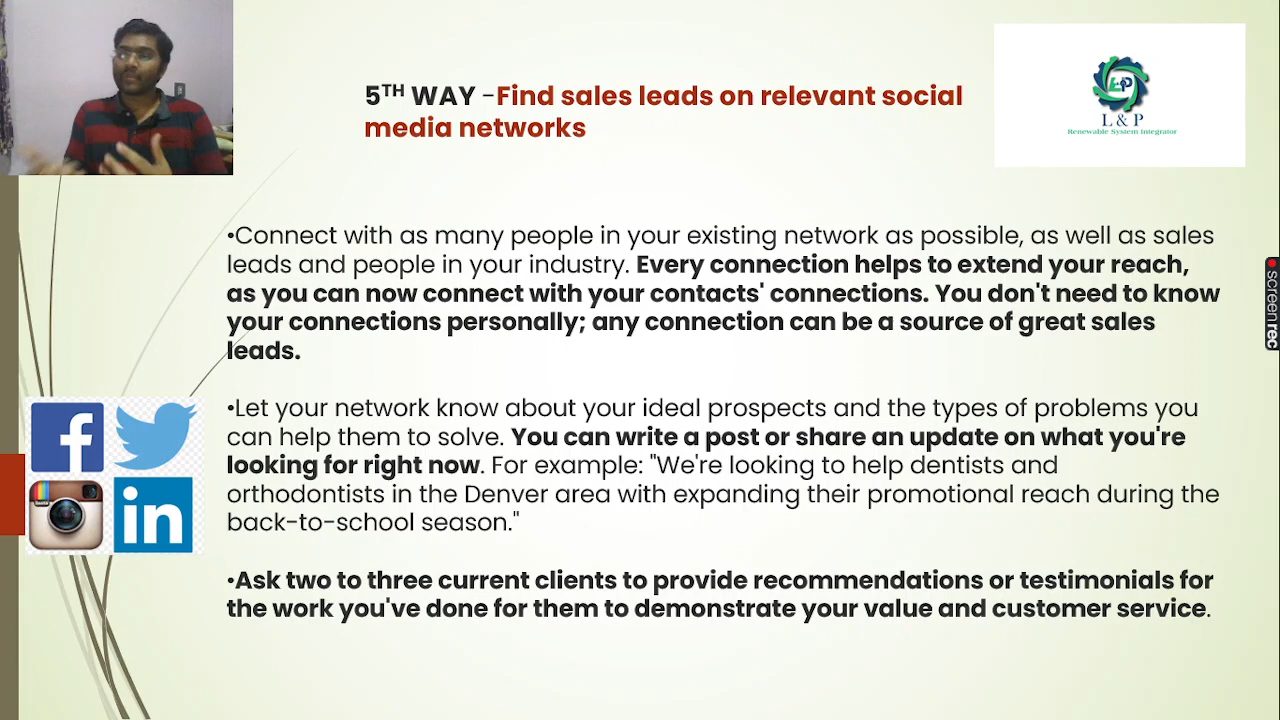 5TH WAY -Find sales leads on relevant social
media networks
L&P
L & P
Renewable System Integrator
•Connect with as many people in your existing network as possible, as well as sales
leads and people in your industry. Every connection helps to extend your reach,
as you can now connect with your contacts' connections. You don't need to know
your connections personally; any connection can be a source of great sales
leads.
•Let your network know about your ideal prospects and the types of problems you
can help them to solve. You can write a post or share an update on what you're
looking for right now. For example: "We're looking to help dentists and
orthodontists in the Denver area with expanding their promotional reach during the
back-to-school season."
•Ask two to three current clients to provide recommendations or testimonials for
the work you've done for them to demonstrate your value and customer service.
f
in
screenrec